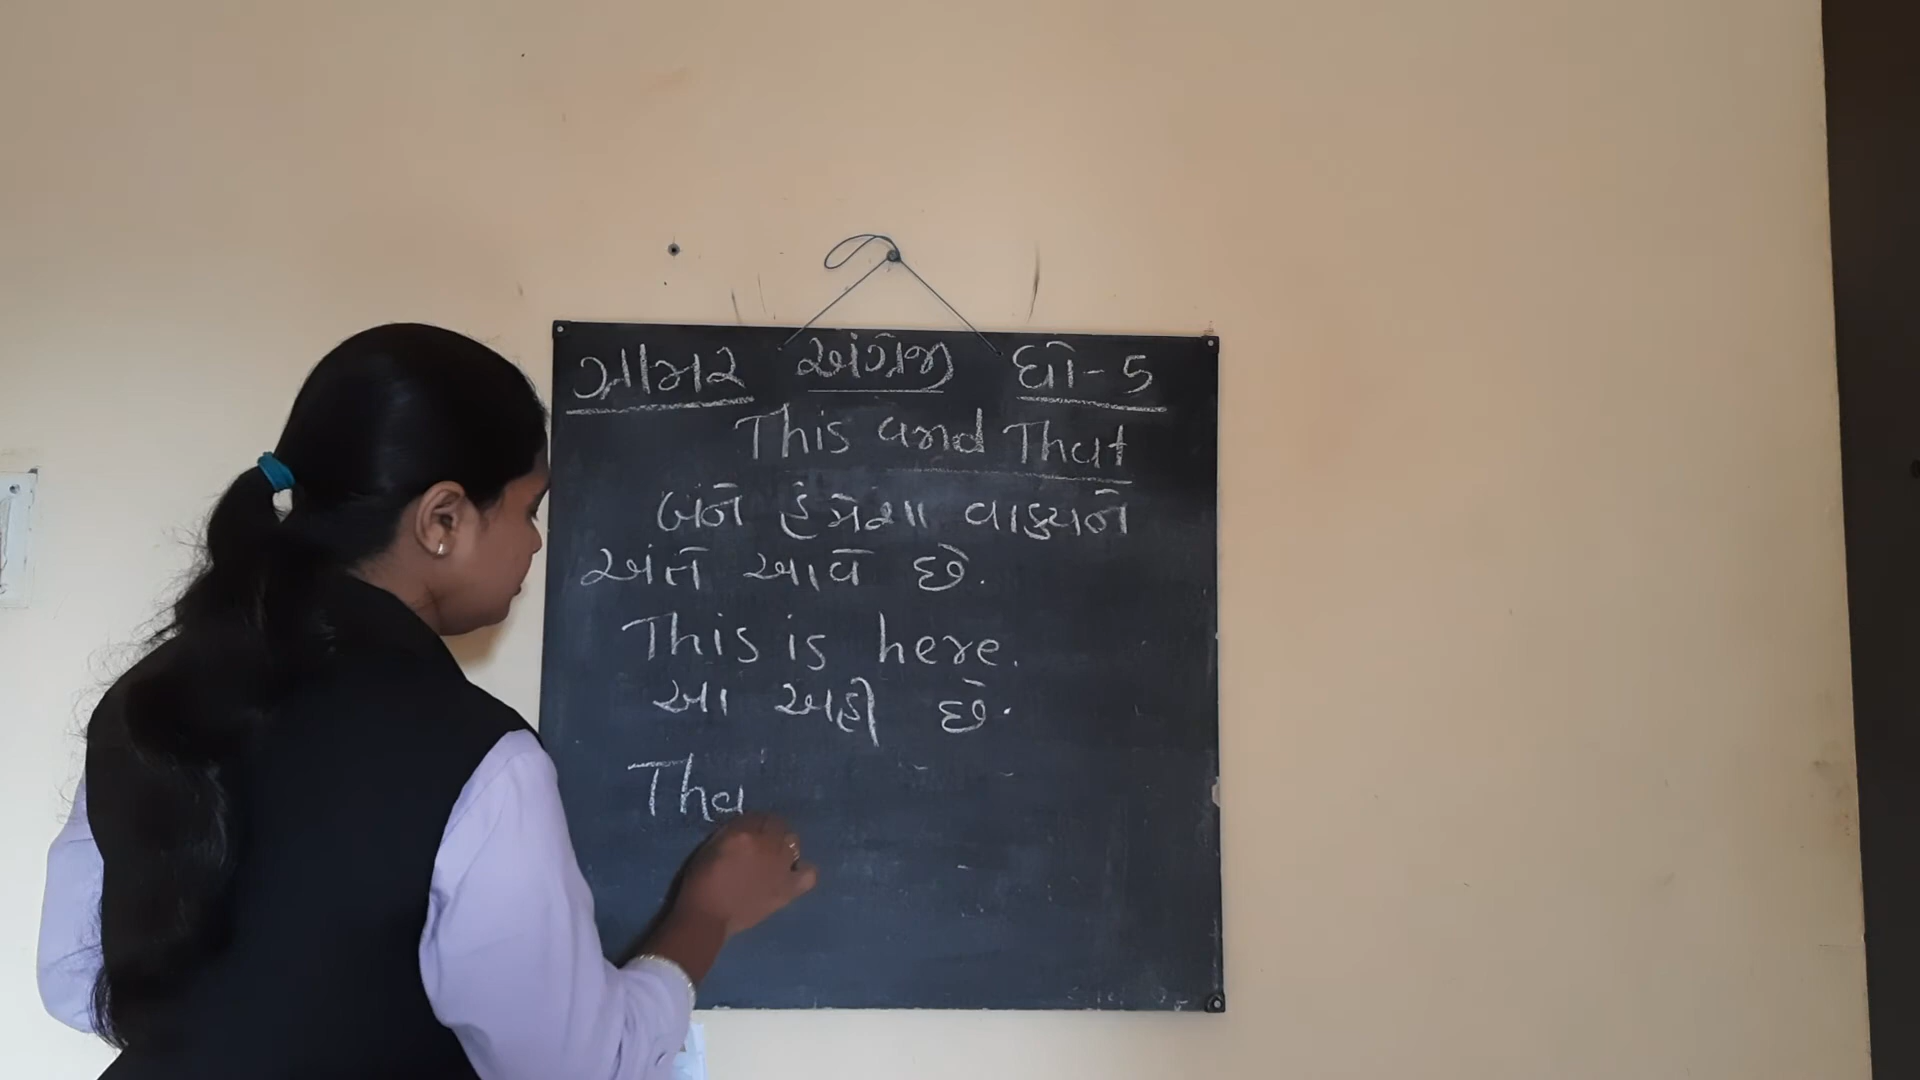 ગ્રામર અંગ્રેજી ધો-5
This and That
બંને હંમેશા વાક્યને
અંતે આવે છે.
This is here.
આ અહી છે.
Tha